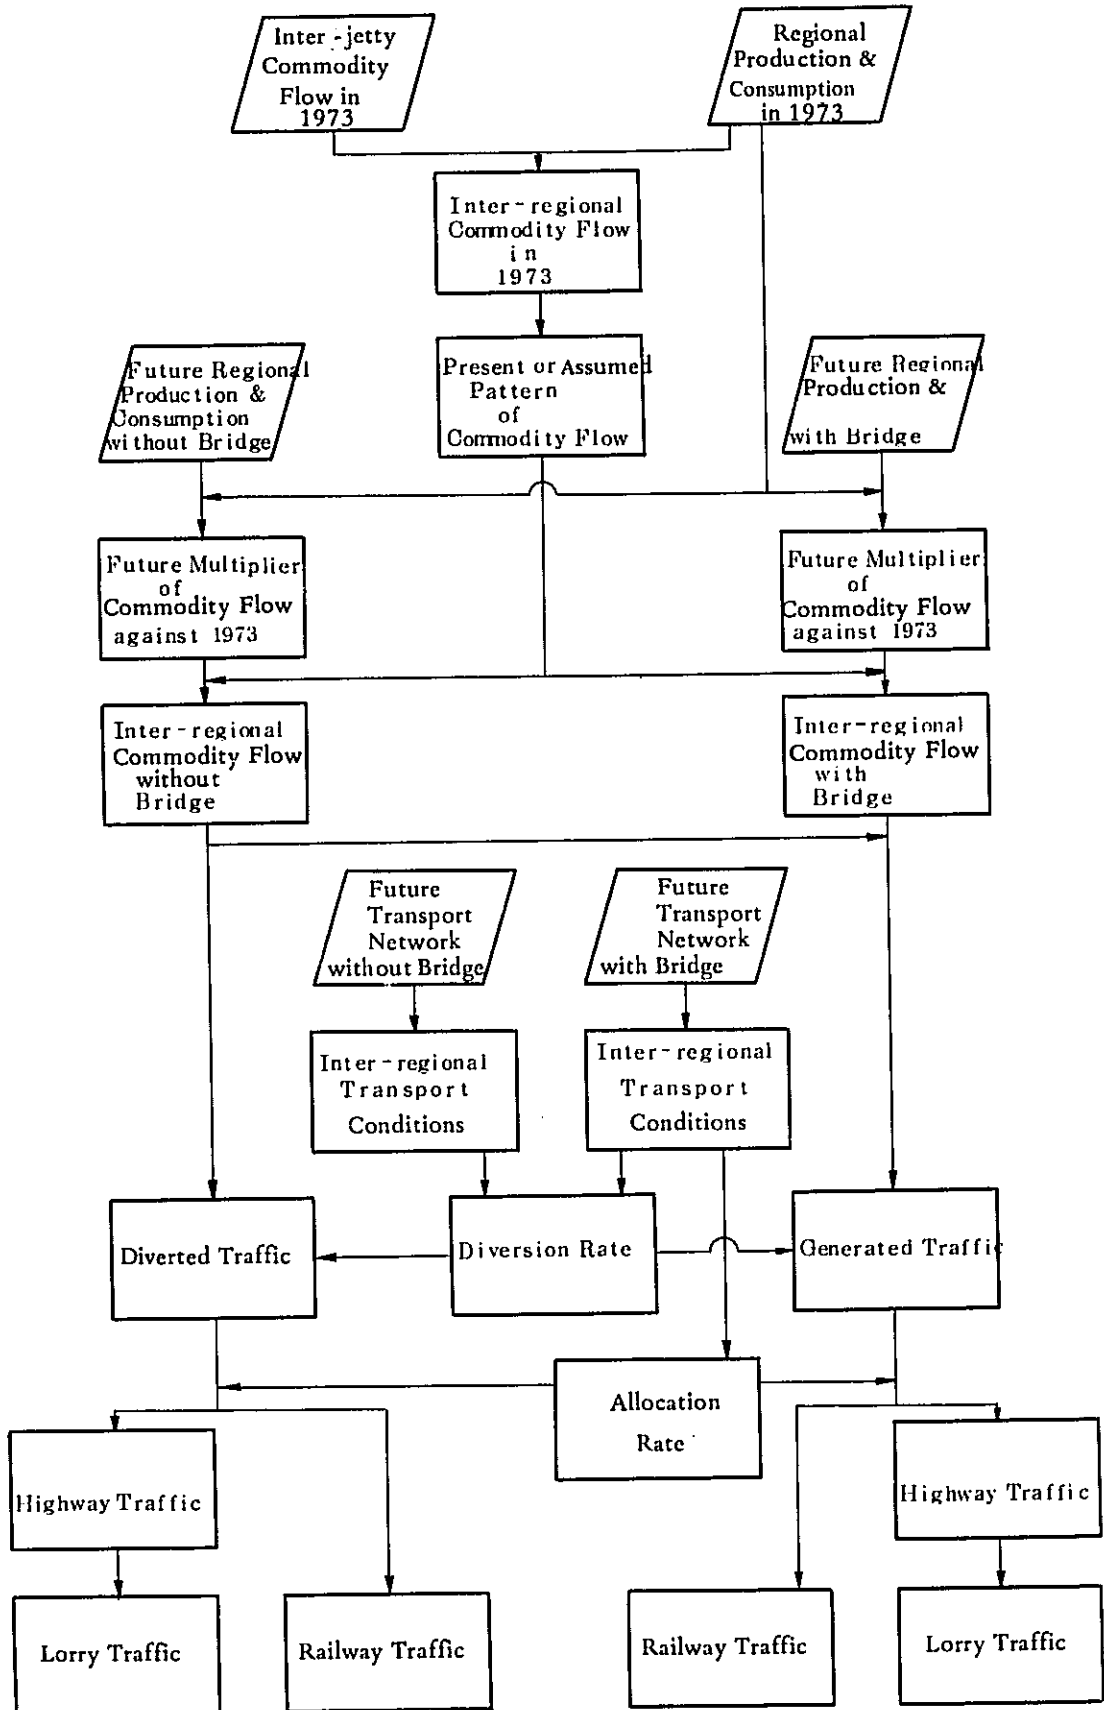 Inter-jetty
Commodity
Flow in
1973
Regional
Production &
Consumption
in 1973
Inter-regional
Commodity Flow
in
1973
Future Regional
Production &
Consumption
without Bridge
Present or Assumed
Pattern
of
Commodity Flow
Future Regional
Production &
with Bridge
Future Multiplier
of
Commodity Flow
against 1973
Future Multiplier
of
Commodity Flow
against 1973
Inter-regional
Commodity Flow
without
Bridge
Inter-regional
Commodity Flow
with
Bridge
Future
Transport
Network
without Bridge
Future
Transport
Network
with Bridge
Inter-regional
Transport
Conditions
Inter-regional
Transport
Conditions
Diverted Traffic
Diversion Rate
Generated Traffic
Allocation
Rate
Highway Traffic
Highway Traffic
Lorry Traffic
Railway Traffic
Railway Traffic
Lorry Traffic